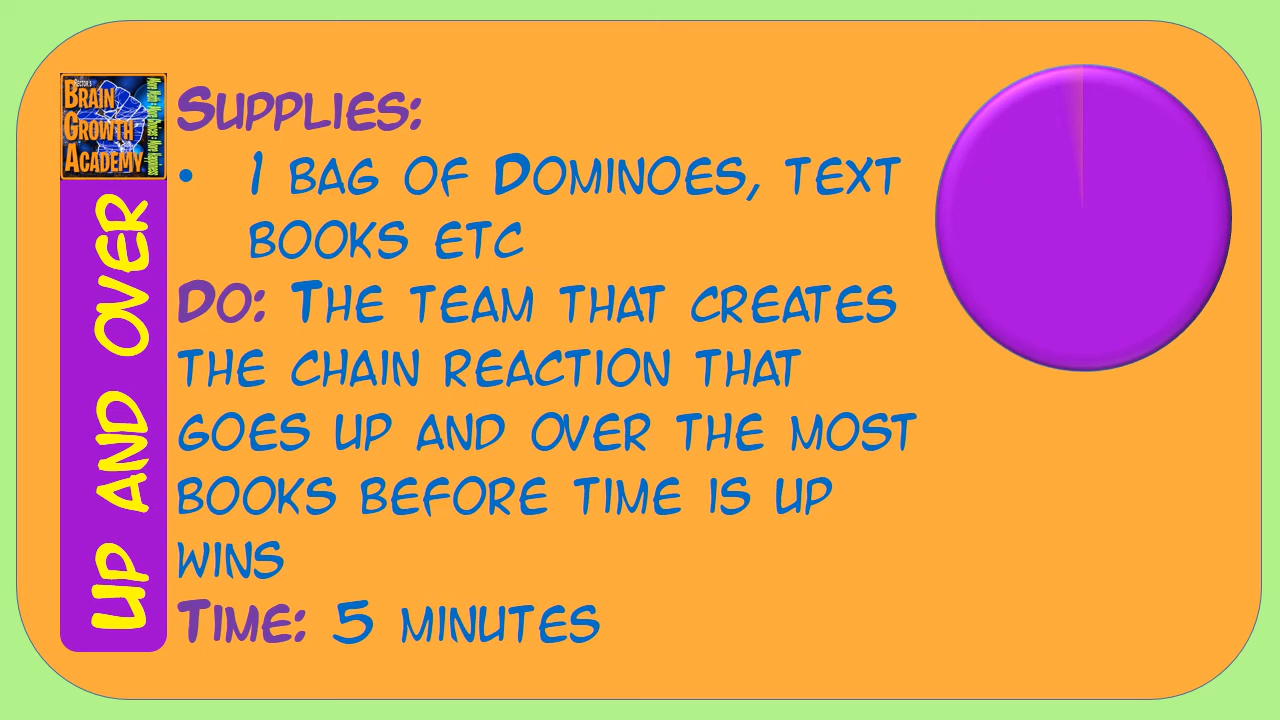 Rector's
Brain
Growth
Academy
Up and over
Supplies:
• 1 bag of Dominoes, text
books etc
Do: The team that creates
the chain reaction that
goes up and over the most
books before time is up
wins
Time: 5 minutes